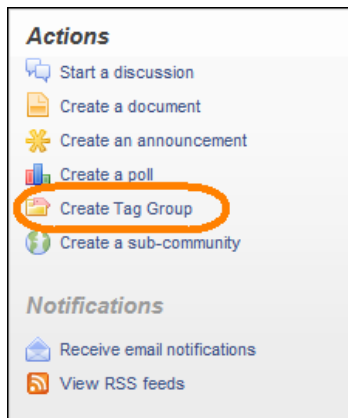 Actions
Start a discussion
Create a document
Create an announcement
Create a poll
Create Tag Group
Create a sub-community
Notifications
Receive email notifications
View RSS feeds